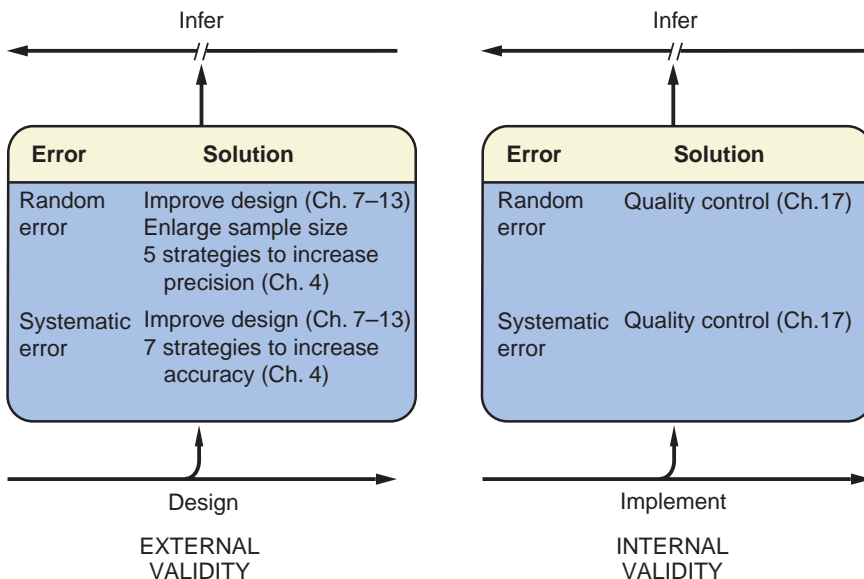 Infer
Error Solution
Random error
Improve design (Ch. 7–13)
Enlarge sample size
5 strategies to increase
precision (Ch. 4)
Systematic error
Improve design (Ch. 7–13)
7 strategies to increase
accuracy (Ch. 4)
Design
EXTERNAL
VALIDITY
Infer
Error Solution
Random error
Quality control (Ch.17)
Systematic error
Quality control (Ch.17)
Implement
INTERNAL
VALIDITY